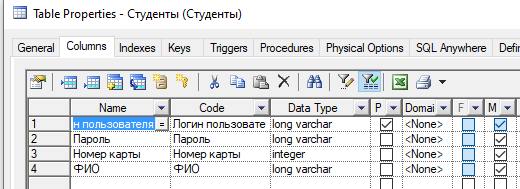 Table Properties - Студенты (Студенты)
General Columns Indexes Keys Triggers Procedures Physical Options SQL Anywhere Defin
Name Code Data Type P Domai F M
1 н пользователя = Логин пользовате long varchar <None>
2 Пароль Пароль long varchar <None>
3 Номер карты Номер карты integer <None>
4 ФИО ФИО long varchar <None>